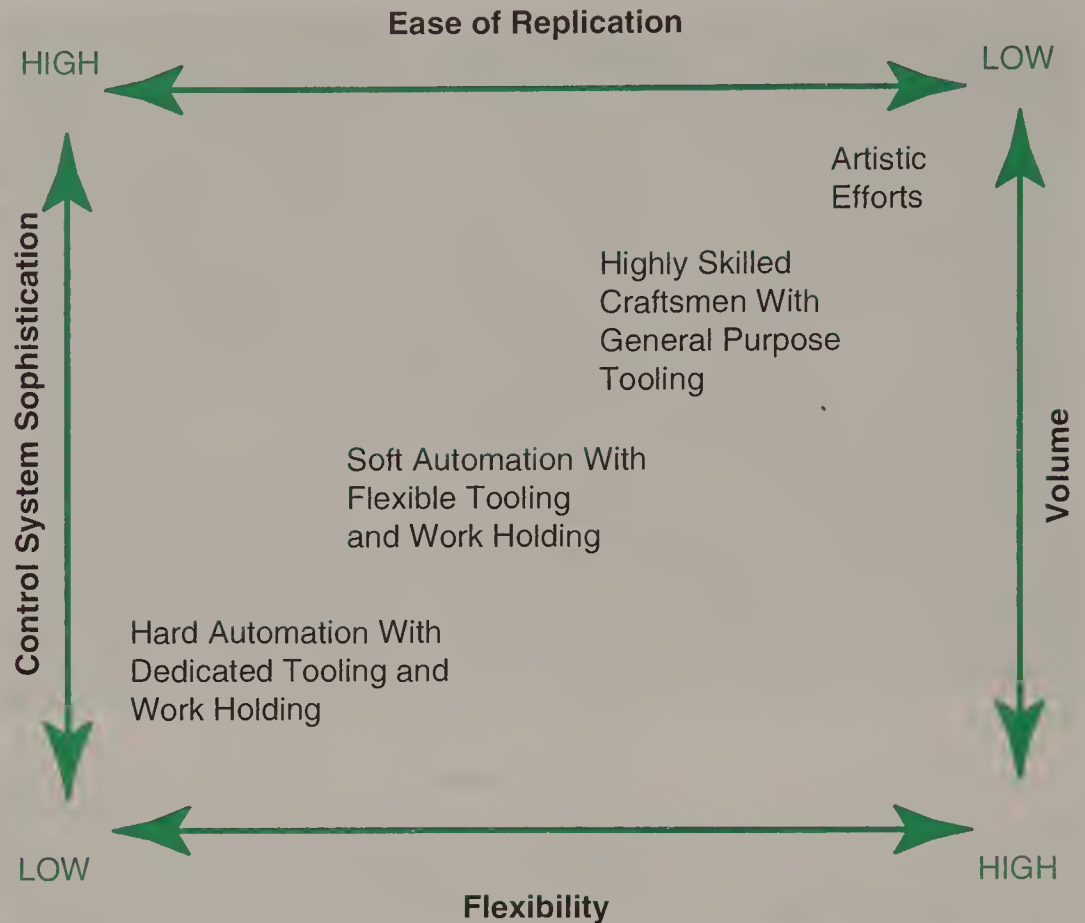 Ease of Replication
HIGH
LOW
Artistic
Efforts
Highly Skilled
Craftsmen With
General Purpose
Tooling
Control System Sophistication
Volume
Soft Automation With
Flexible Tooling
and Work Holding
Hard Automation With
Dedicated Tooling and
Work Holding
LOW
HIGH
Flexibility